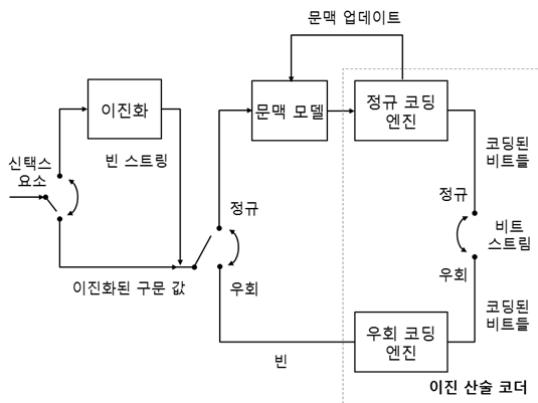 문맥 업데이트
이진화
문맥 모델
정규 코딩
엔진
빈 스트링
신택스
요소
정규
코딩된
비트들
정규
비트
스트림
우회
이진화된 구문 값
우회
코딩된
비트들
우회 코딩
엔진
빈
이진 산술 코더